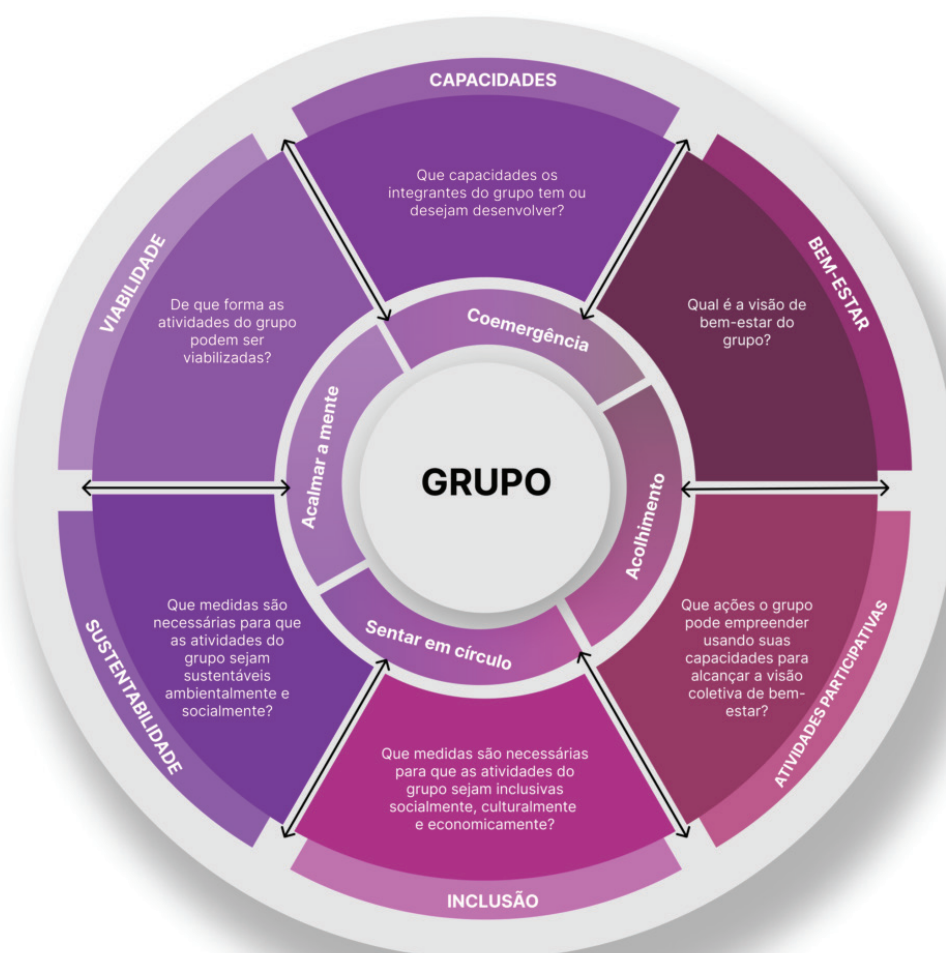 CAPACIDADES
Que capacidades os
integrantes do grupo tem ou
desejam desenvolver?
BEM-ESTAR
Qual é a visão de
bem-estar do
grupo?
ATIVIDADES PARTICIPATIVAS
Que ações o grupo
pode empreender
usando suas
capacidades para
alcançar a visão
coletiva de bem-
estar?
INCLUSÃO
Que medidas são necessárias
para que as atividades do
grupo sejam inclusivas
socialmente, culturalmente
e economicamente?
SUSTENTABILIDADE
Que medidas são
necessárias para que
as atividades do
grupo sejam
sustentáveis
ambientalmente e
socialmente?
VIABILIDADE
De que forma as
atividades do grupo
podem ser
viabilizadas?
Coemergência
Acolhimento
Sentar em círculo
Acalmar a mente
GRUPO